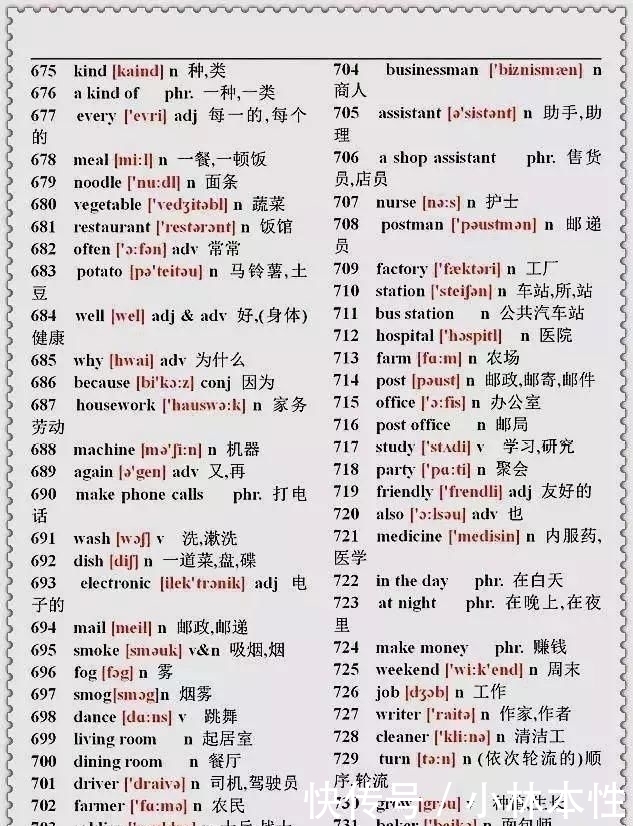 675 kind [kaind] n 种,类
676 a kind of phr. 一种,一类
677 every ['evri] adj 每一的,每个
的
678 meal [mi:l] n 一餐,一顿饭
679 noodle ['nu:dl] n 面条
680 vegetable ['vedʒitəbl] n 蔬菜
681 restaurant ['restərənt] n 饭馆
682 often ['ɔ:fən] adv 常常
683 potato [pə'teitəu] n 马铃薯,土
豆
684 well [wel] adj & adv 好,(身体)
健康
685 why [hwai] adv 为什么
686 because [bi'kɔ:z] conj 因为
687 housework ['hauswə:k] n 家务
劳动
688 machine [mə'ʃi:n] n 机器
689 again [ə'gen] adv 又,再
690 make phone calls phr. 打电
话
691 wash [wɔʃ] v 洗,漱洗
692 dish [diʃ] n 一道菜,盘,碟
693 electronic [ilek'trɔnik] adj 电
子的
694 mail [meil] n 邮政,邮递
695 smoke [sməuk] v&n 吸烟,烟
696 fog [fɔg] n 雾
697 smog[smɔg]n 烟雾
698 dance [dɑ:ns] v 跳舞
699 living room n 起居室
700 dining room n 餐厅
701 driver ['draivə] n 司机,驾驶员
702 farmer ['fɑ:mə] n 农民
704 businessman ['biznismæn] n
商人
705 assistant [ə'sistənt] n 助手,助
理
706 a shop assistant phr. 售货
员,店员
707 nurse [nə:s] n 护士
708 postman ['pəustmən] n 邮递
员
709 factory ['fæktəri] n 工厂
710 station ['steiʃən] n 车站,所,站
711 bus station n 公共汽车站
712 hospital ['hɔspitl] n 医院
713 farm [fɑ:m] n 农场
714 post [pəust] n 邮政,邮寄,邮件
715 office ['ɔ:fis] n 办公室
716 post office n 邮局
717 study ['stʌdi] v 学习,研究
718 party ['pɑ:ti] n 聚会
719 friendly ['frendli] adj 友好的
720 also ['ɔ:lsəu] adv 也
721 medicine ['medisin] n 内服药,
医学
722 in the day phr. 在白天
723 at night phr. 在晚上,在夜
里
724 make money phr. 赚钱
725 weekend ['wi:k'end] n 周末
726 job [dʒɔb] n 工作
727 writer ['raitə] n 作家,作者
728 cleaner ['kli:nə] n 清洁工
729 turn [tə:n] n (依次轮流的)顺
序,轮流
730 grow [grəu] v
快传号/小林本性